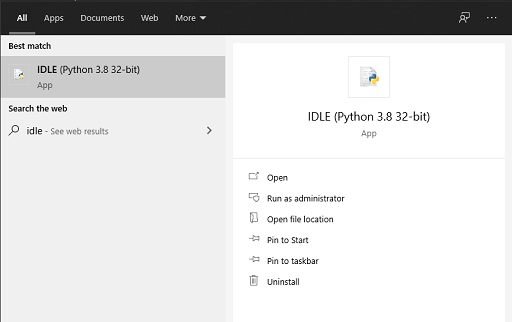 All Apps Documents Web More
Best match
IDLE (Python 3.8 32-bit)
App
Search the web
idle - See web results
IDLE (Python 3.8 32-bit)
App
Open
Run as administrator
Open file location
Pin to Start
Pin to taskbar
Uninstall